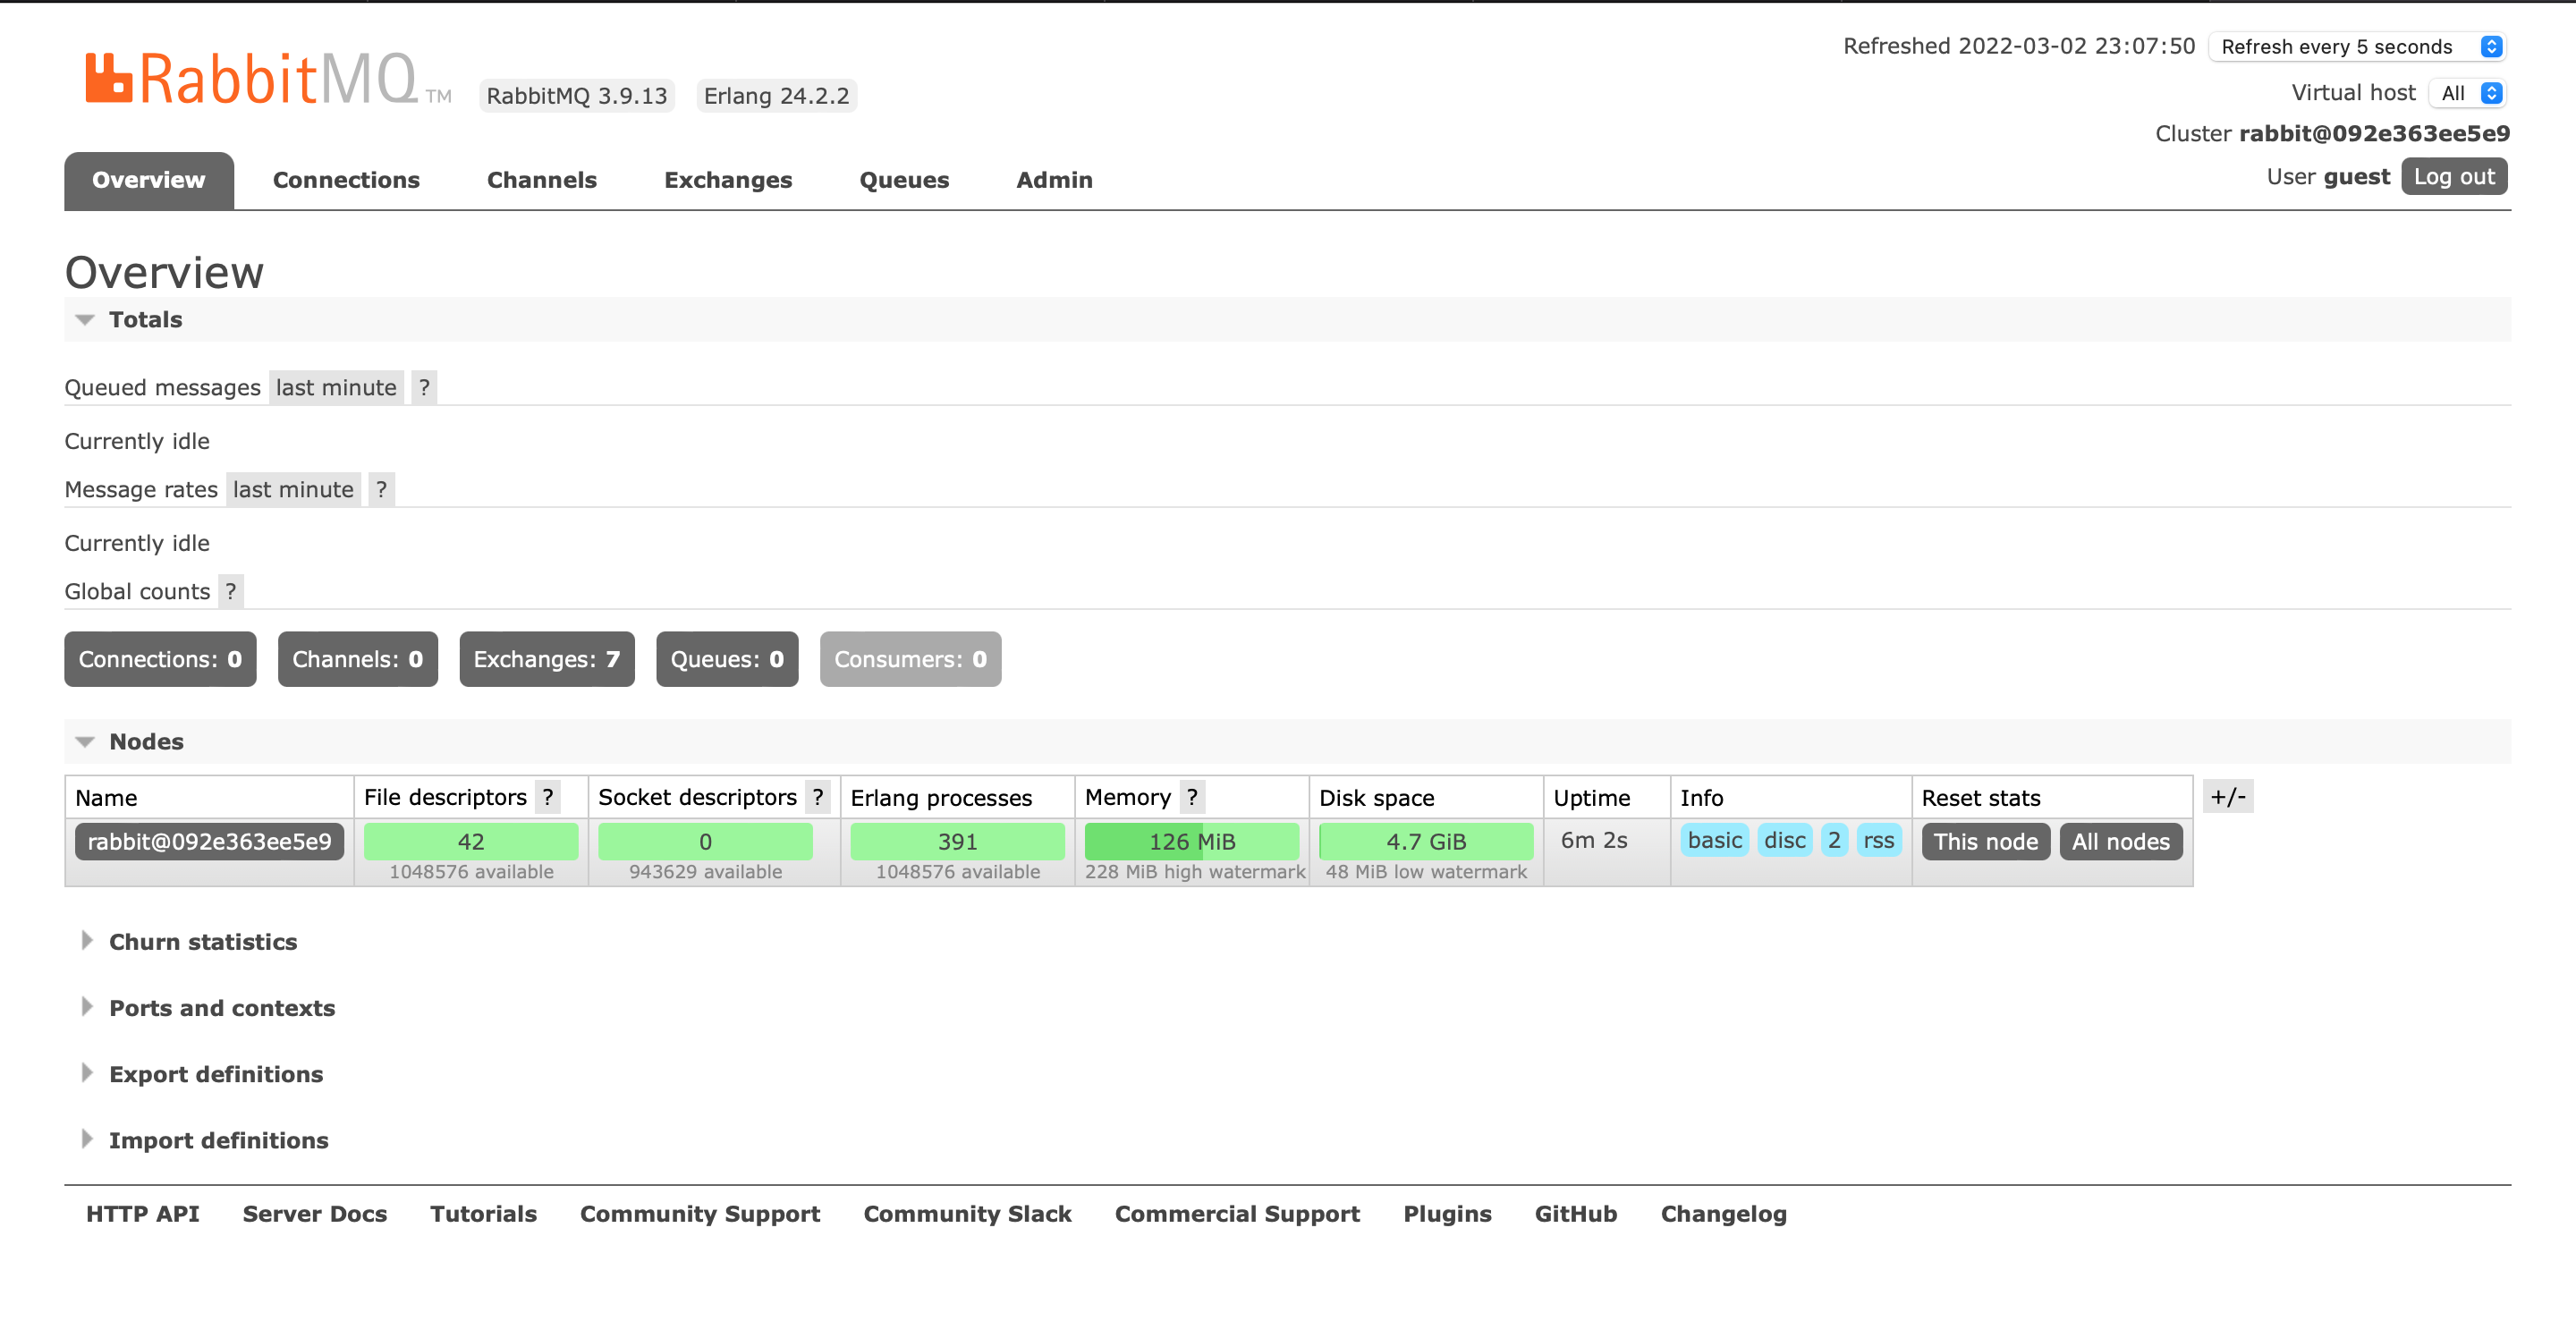 RabbitMQ TM RabbitMQ 3.9.13 Erlang 24.2.2
Refreshed 2022-03-02 23:07:50 Refresh every 5 seconds
Virtual host All
Cluster rabbit@092e363ee5e9
User guest Log out
Overview Connections Channels Exchanges Queues Admin
Overview
Totals
Queued messages last minute ?
Currently idle
Message rates last minute ?
Currently idle
Global counts ?
Connections: 0 Channels: 0 Exchanges: 7 Queues: 0 Consumers: 0
Nodes
Name File descriptors ? Socket descriptors ? Erlang processes Memory ? Disk space Uptime Info Reset stats +/-
rabbit@092e363ee5e9 42 0 391 126 MiB 4.7 GiB 6m 2s basic disc 2 rss This node All nodes
1048576 available 943629 available 1048576 available 228 MiB high watermark 48 MiB low watermark
Churn statistics
Ports and contexts
Export definitions
Import definitions
HTTP API Server Docs Tutorials Community Support Community Slack Commercial Support Plugins GitHub Changelog